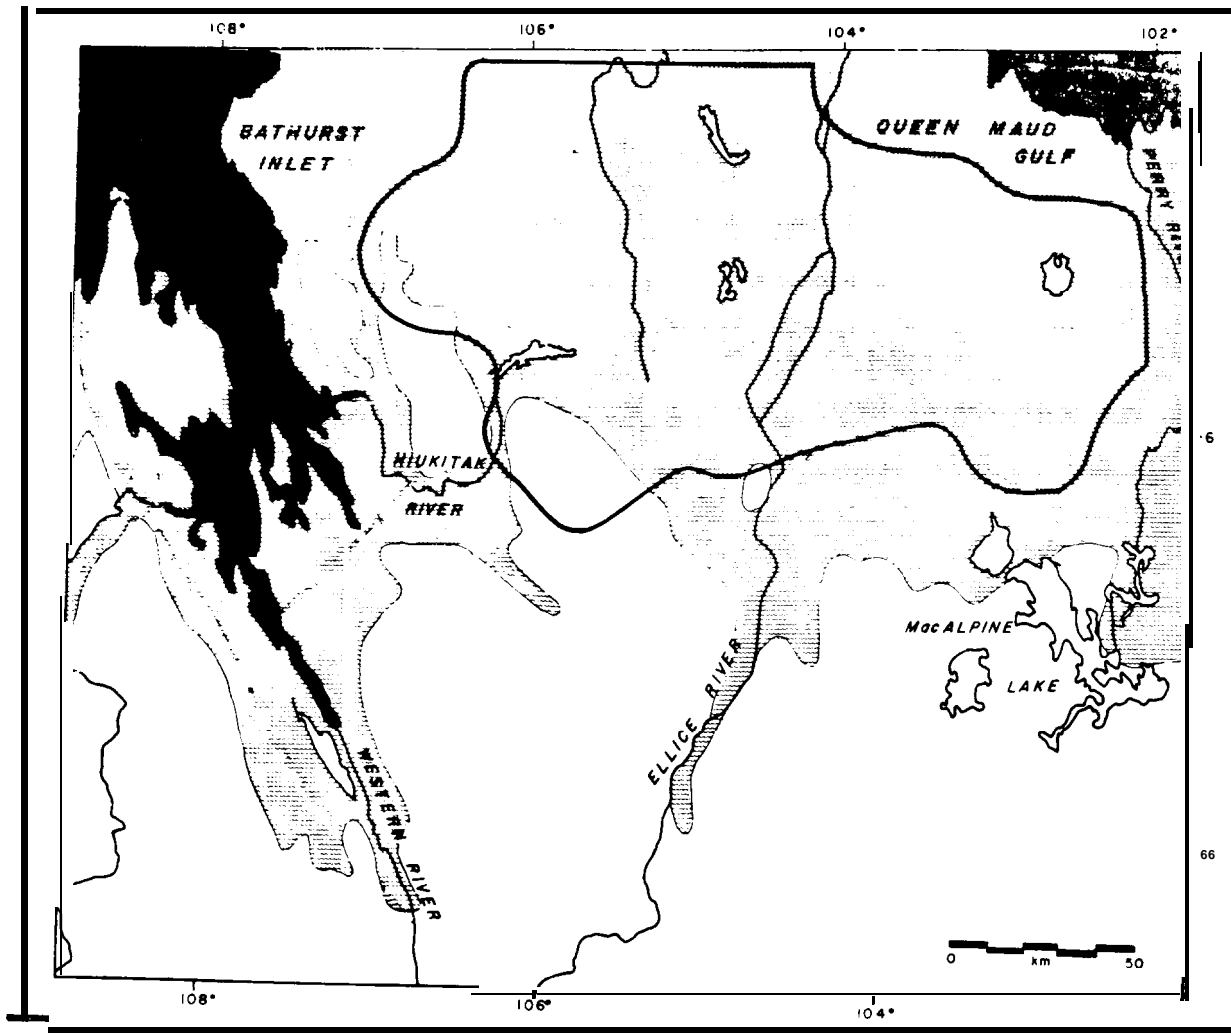 108° 106° 104° 102°
BATHURST
INLET
QUEEN MAUD
GULF
PERRY
HIUKITAK
RIVER
·6
MacALPINE
LAKE
ELLICE RIVER
WESTERN RIVER
66
0 km 50
108° 106° 104°